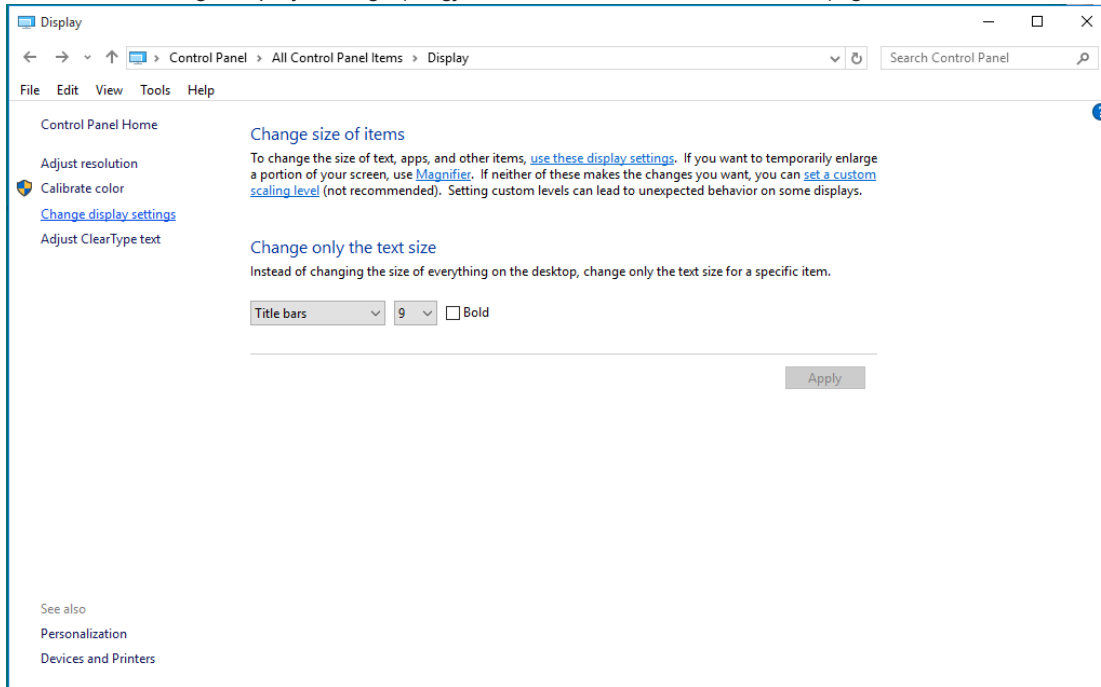 Display
Control Panel > All Control Panel Items > Display
Search Control Panel
File Edit View Tools Help
Control Panel Home
Adjust resolution
Calibrate color
Change display settings
Adjust ClearType text
Change size of items
To change the size of text, apps, and other items, use these display settings. If you want to temporarily enlarge
a portion of your screen, use Magnifier. If neither of these makes the changes you want, you can set a custom
scaling level (not recommended). Setting custom levels can lead to unexpected behavior on some displays.
Change only the text size
Instead of changing the size of everything on the desktop, change only the text size for a specific item.
Title bars 9 Bold
Apply
See also
Personalization
Devices and Printers